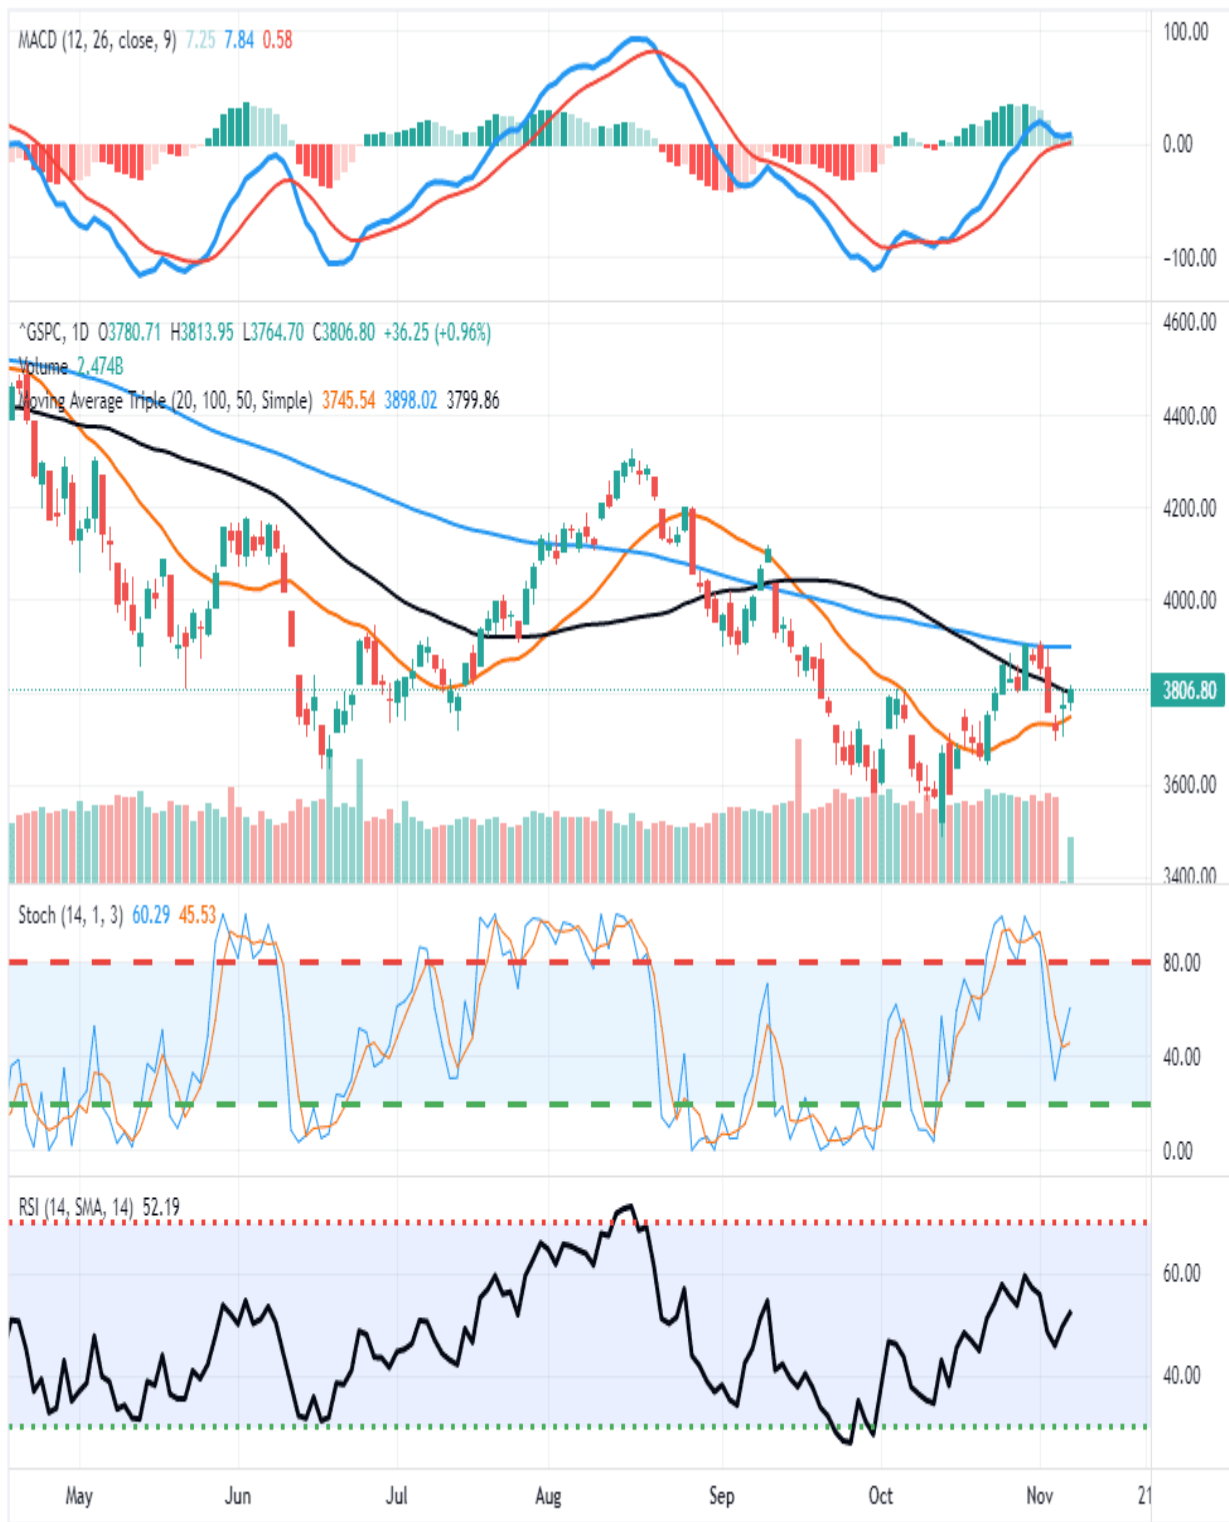 MACD (12, 26, close, 9) 7.25 7.84 0.58
100.00
0.00
−100.00
^GSPC, 1D O3780.71 H3813.95 L3764.70 C3806.80 +36.25 (+0.96%)
Volume 2.474B
Moving Average Triple (20, 100, 50, Simple) 3745.54 3898.02 3799.86
4600.00
4400.00
4200.00
4000.00
3806.80
3600.00
3400.00
Stoch (14, 1, 3) 60.29 45.53
80.00
40.00
0.00
RSI (14, SMA, 14) 52.19
60.00
40.00
May Jun Jul Aug Sep Oct Nov 21